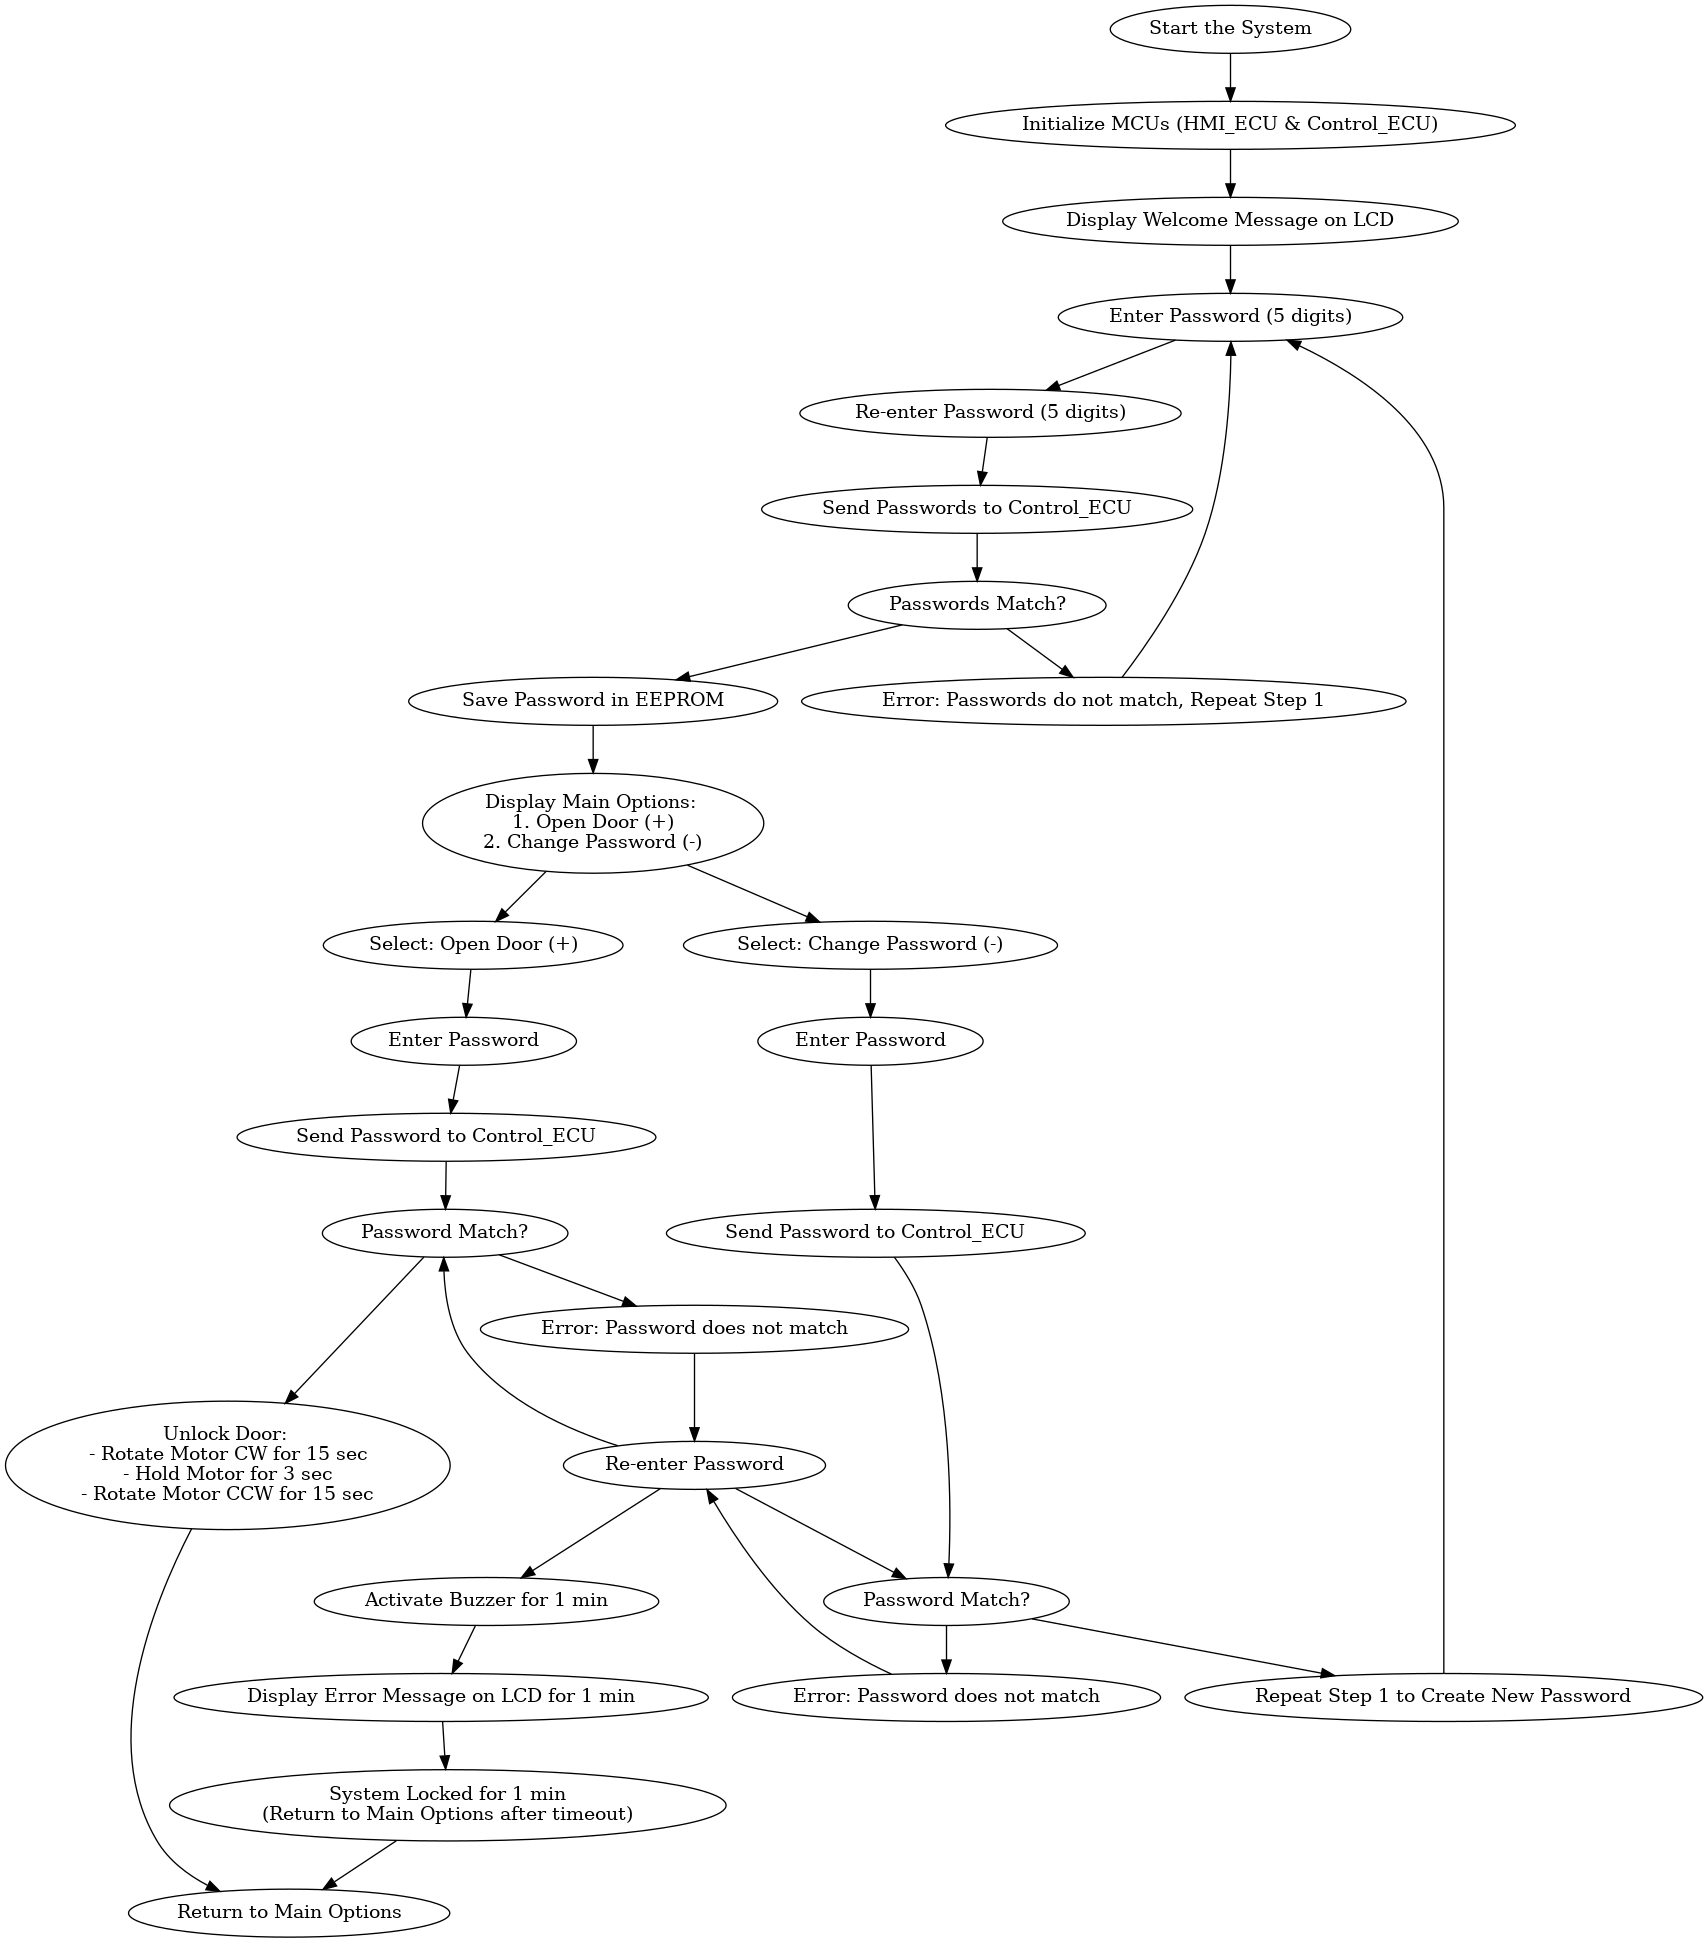 Start the System
Initialize MCUs (HMI_ECU & Control_ECU)
Display Welcome Message on LCD
Enter Password (5 digits)
Re-enter Password (5 digits)
Send Passwords to Control_ECU
Passwords Match?
Save Password in EEPROM
Error: Passwords do not match, Repeat Step 1
Display Main Options:
1. Open Door (+)
2. Change Password (-)
Select: Open Door (+)
Select: Change Password (-)
Enter Password
Enter Password
Send Password to Control_ECU
Password Match?
Send Password to Control_ECU
Error: Password does not match
Unlock Door:
- Rotate Motor CW for 15 sec
- Hold Motor for 3 sec
- Rotate Motor CCW for 15 sec
Re-enter Password
Activate Buzzer for 1 min
Password Match?
Display Error Message on LCD for 1 min
Error: Password does not match
Repeat Step 1 to Create New Password
System Locked for 1 min
(Return to Main Options after timeout)
Return to Main Options